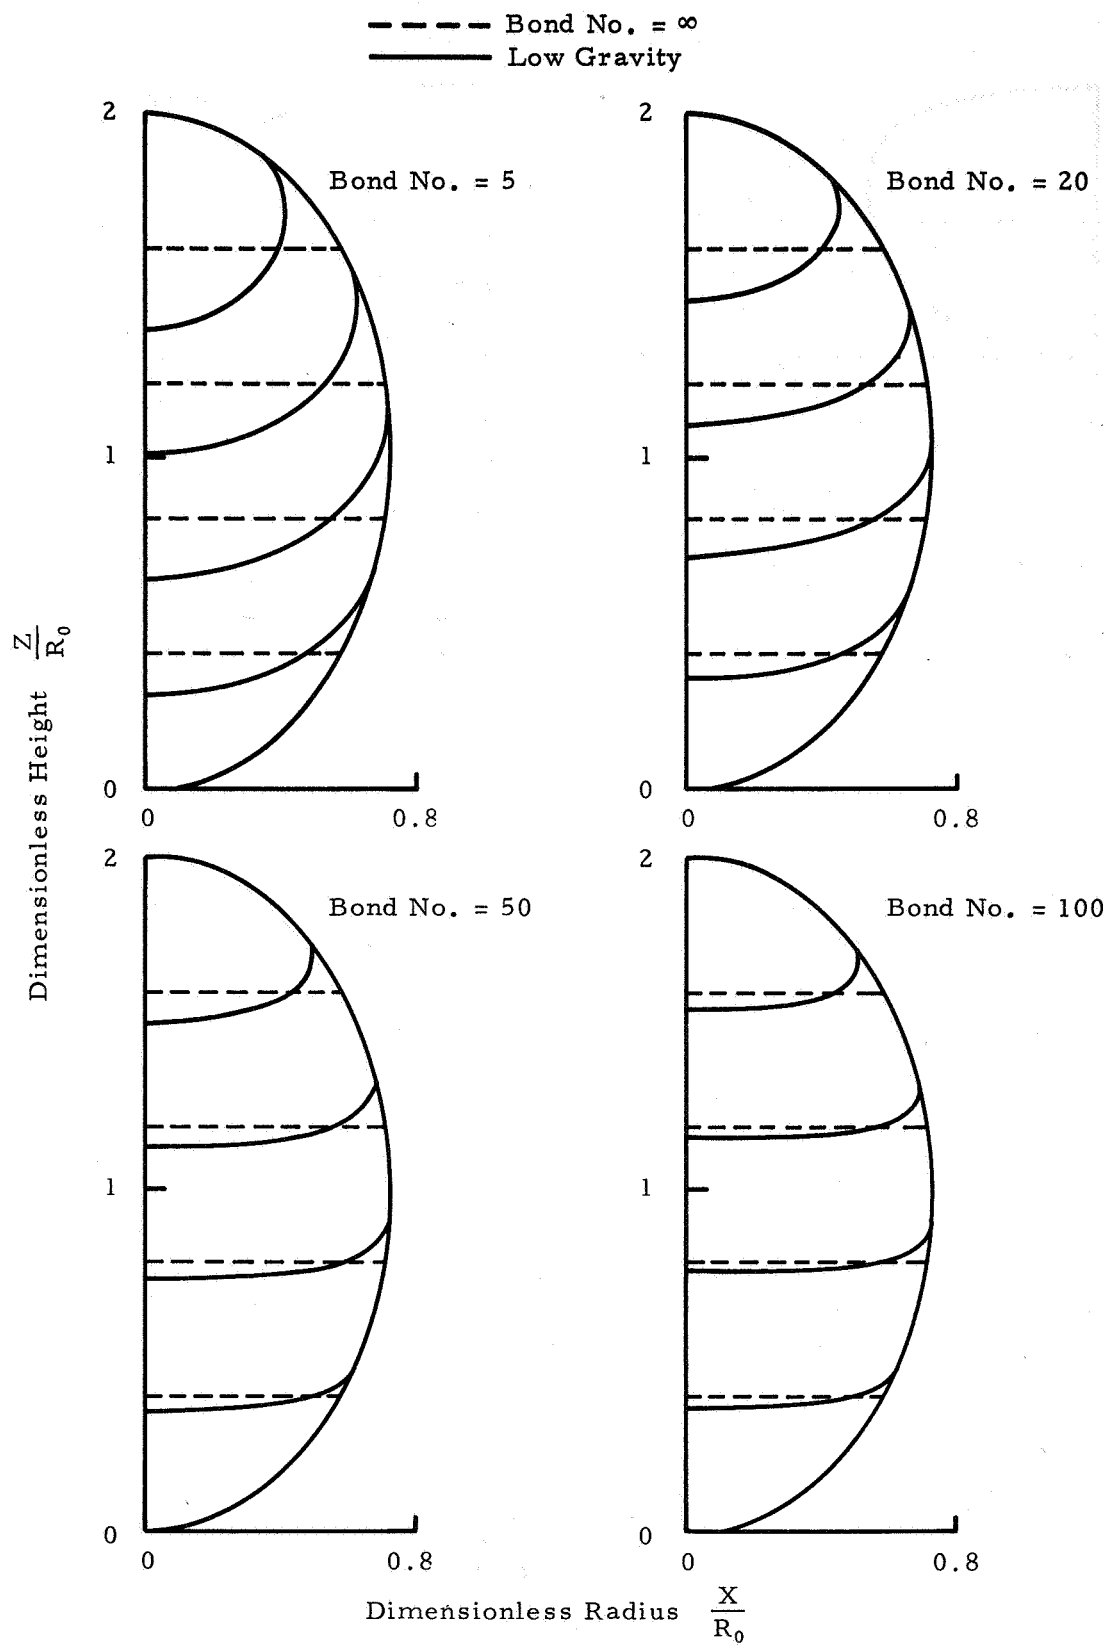 Bond No. = ∞
Low Gravity
2
Bond No. = 5
1
0
0 0.8
2
Bond No. = 20
1
0
0 0.8
Dimensionless Height Z/R₀
2
Bond No. = 50
1
0
0 0.8
2
Bond No. = 100
1
0
0 0.8
Dimensionless Radius X/R₀